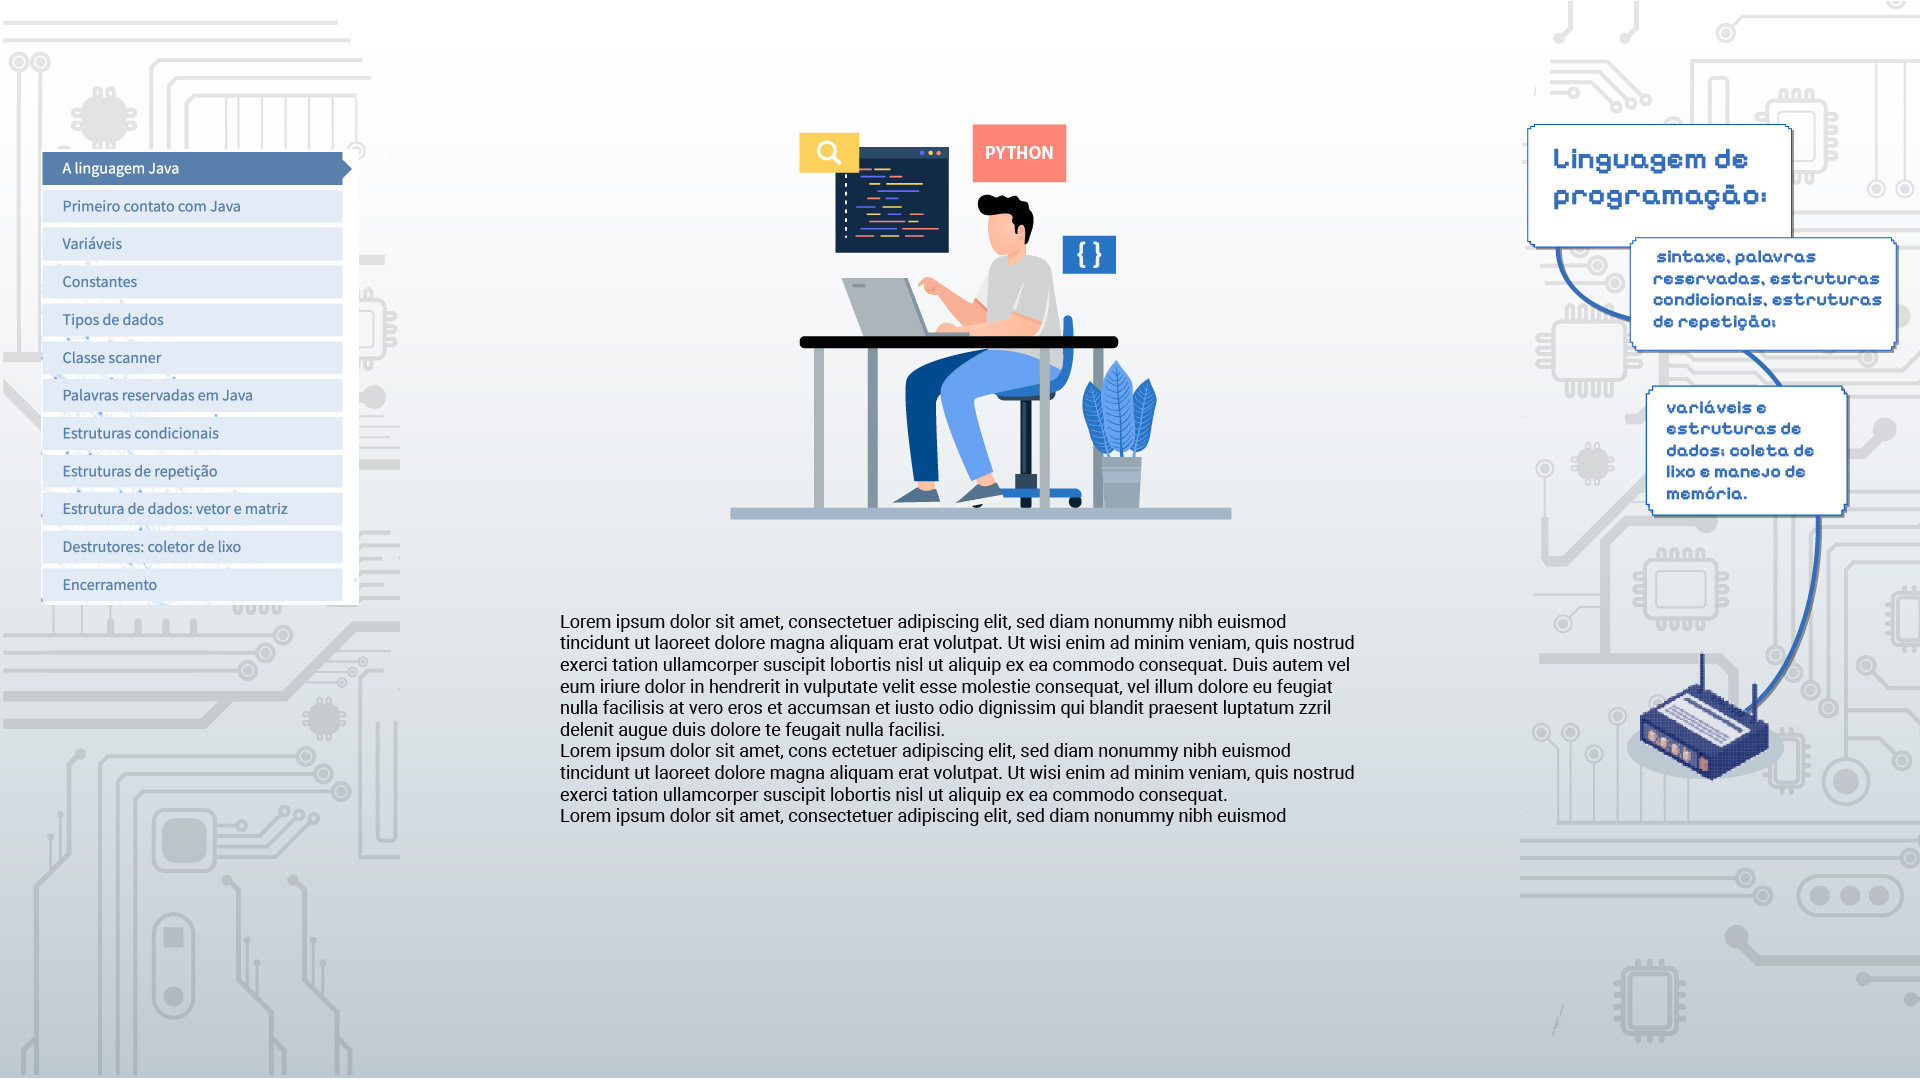 A linguagem Java
Primeiro contato com Java
Variáveis
Constantes
Tipos de dados
Classe scanner
Palavras reservadas em Java
Estruturas condicionais
Estruturas de repetição
Estrutura de dados: vetor e matriz
Destrutores: coletor de lixo
Encerramento
PYTHON
{ }
Lorem ipsum dolor sit amet, consectetuer adipiscing elit, sed diam nonummy nibh euismod
tincidunt ut laoreet dolore magna aliquam erat volutpat. Ut wisi enim ad minim veniam, quis nostrud
exerci tation ullamcorper suscipit lobortis nisl ut aliquip ex ea commodo consequat. Duis autem vel
eum iriure dolor in hendrerit in vulputate velit esse molestie consequat, vel illum dolore eu feugiat
nulla facilisis at vero eros et accumsan et iusto odio dignissim qui blandit praesent luptatum zzril
delenit augue duis dolore te feugait nulla facilisi.
Lorem ipsum dolor sit amet, cons ectetuer adipiscing elit, sed diam nonummy nibh euismod
tincidunt ut laoreet dolore magna aliquam erat volutpat. Ut wisi enim ad minim veniam, quis nostrud
exerci tation ullamcorper suscipit lobortis nisl ut aliquip ex ea commodo consequat.
Lorem ipsum dolor sit amet, consectetuer adipiscing elit, sed diam nonummy nibh euismod
Linguagem de
programação:
sintaxe, palavras
reservadas, estruturas
condicionais, estruturas
de repetição;
variáveis e
estruturas de
dados; coleta de
lixo e manejo de
memória.